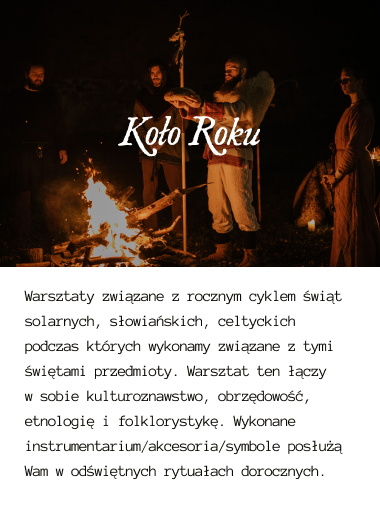 Koło Roku
Warsztaty związane z rocznym cyklem świąt
solarnych, słowiańskich, celtyckich
podczas których wykonamy związane z tymi
świętami przedmioty. Warsztat ten łączy
w sobie kulturoznawstwo, obrzędowość,
etnologię i folklorystykę. Wykonane
instrumentarium/akcesoria/symbole posłużą
Wam w odświętnych rytuałach dorocznych.